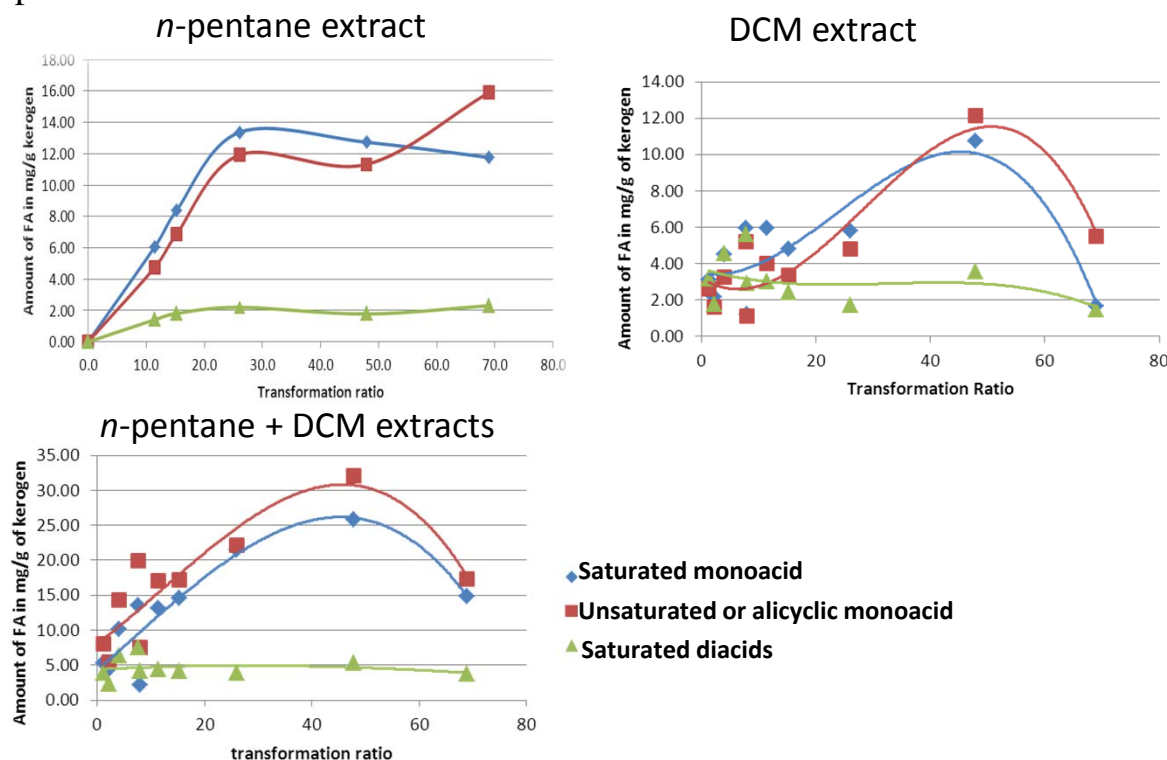 n-pentane extract
Amount of FA in mg/g kerogen
18.00
16.00
14.00
12.00
10.00
8.00
6.00
4.00
2.00
0.00
0.0 10.0 20.0 30.0 40.0 50.0 60.0 70.0 80.0
Transformation ratio
DCM extract
Amount of FA in mg/g of kerogen
14.00
12.00
10.00
8.00
6.00
4.00
2.00
0.00
0 20 40 60 80
Transformation Ratio
n-pentane + DCM extracts
Amount of FA in mg/g of kerogen
35.00
30.00
25.00
20.00
15.00
10.00
5.00
0.00
0 20 40 60 80
transformation ratio
Saturated monoacid
Unsaturated or alicyclic monoacid
Saturated diacids